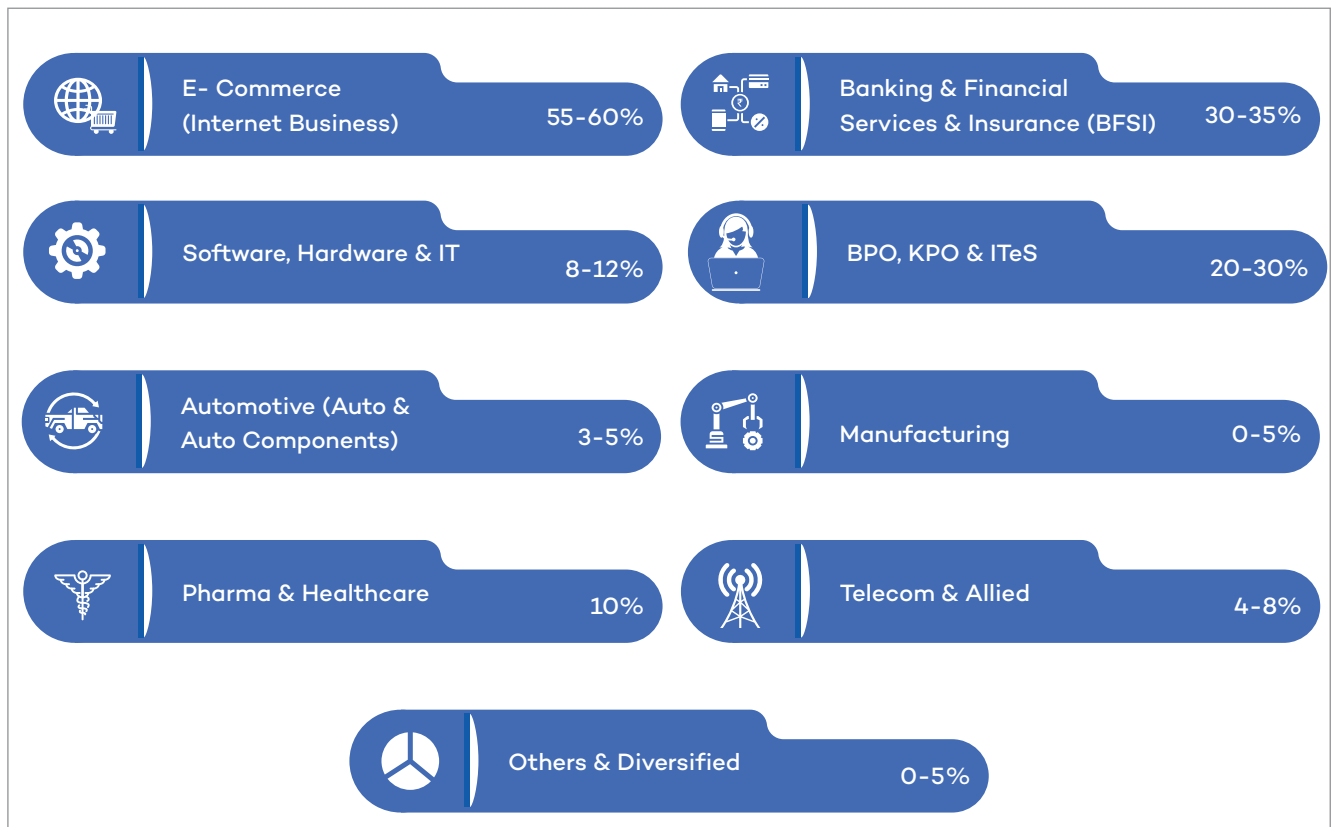 E- Commerce
(Internet Business)
55-60%
Banking & Financial
Services & Insurance (BFSI)
30-35%
Software, Hardware & IT
8-12%
BPO, KPO & ITeS
20-30%
Automotive (Auto &
Auto Components)
3-5%
Manufacturing
0-5%
Pharma & Healthcare
10%
Telecom & Allied
4-8%
Others & Diversified
0-5%